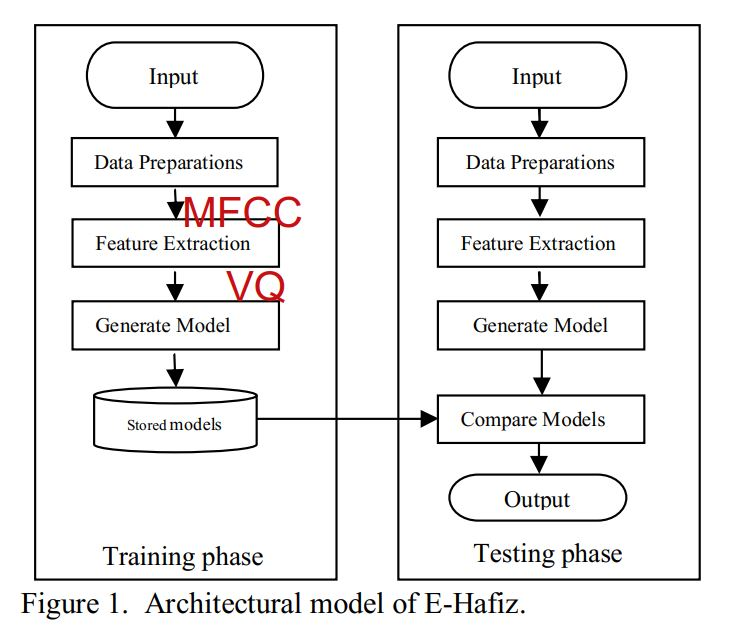 Input
Data Preparations
MFCC
Feature Extraction
VQ
Generate Model
Stored models
Training phase
Input
Data Preparations
Feature Extraction
Generate Model
Compare Models
Output
Testing phase
Figure 1. Architectural model of E-Hafiz.